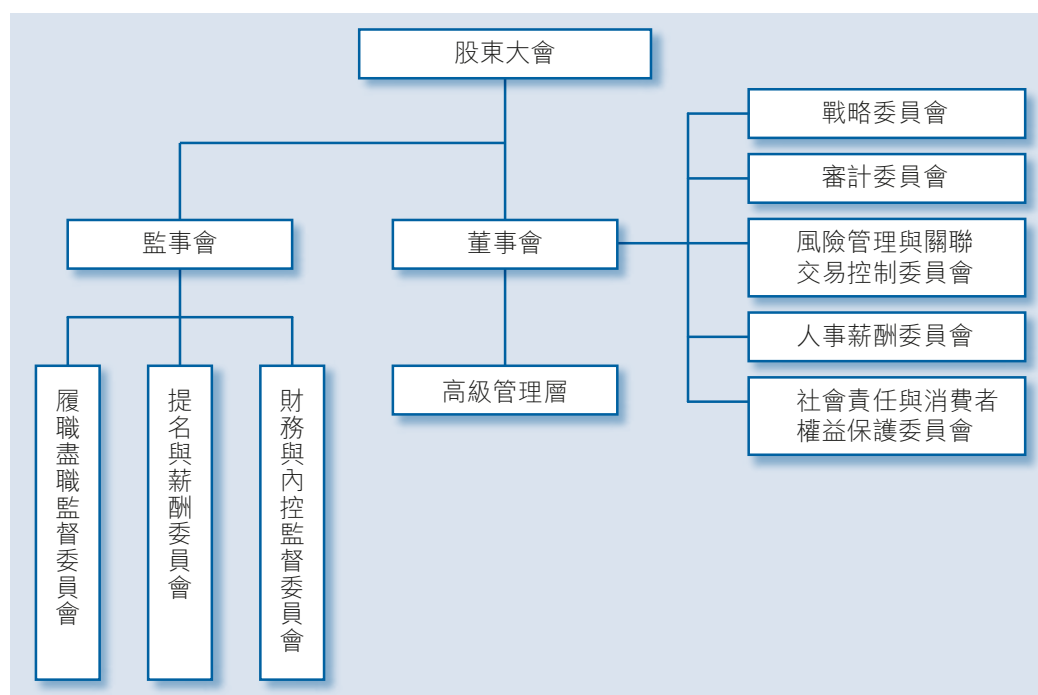 股東大會
戰略委員會
審計委員會
監事會
董事會
風險管理與關聯
交易控制委員會
人事薪酬委員會
高級管理層
社會責任與消費者
權益保護委員會
履職盡職監督委員會
提名與薪酬委員會
財務與內控監督委員會